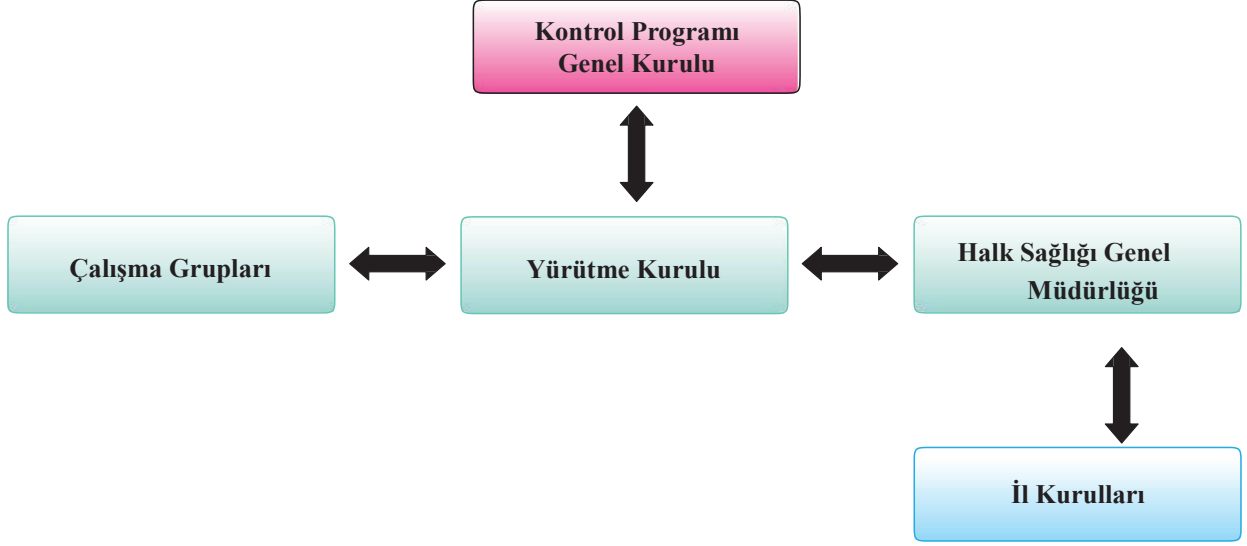 Kontrol Programı
Genel Kurulu
Çalışma Grupları
Yürütme Kurulu
Halk Sağlığı Genel
Müdürlüğü
İl Kurulları